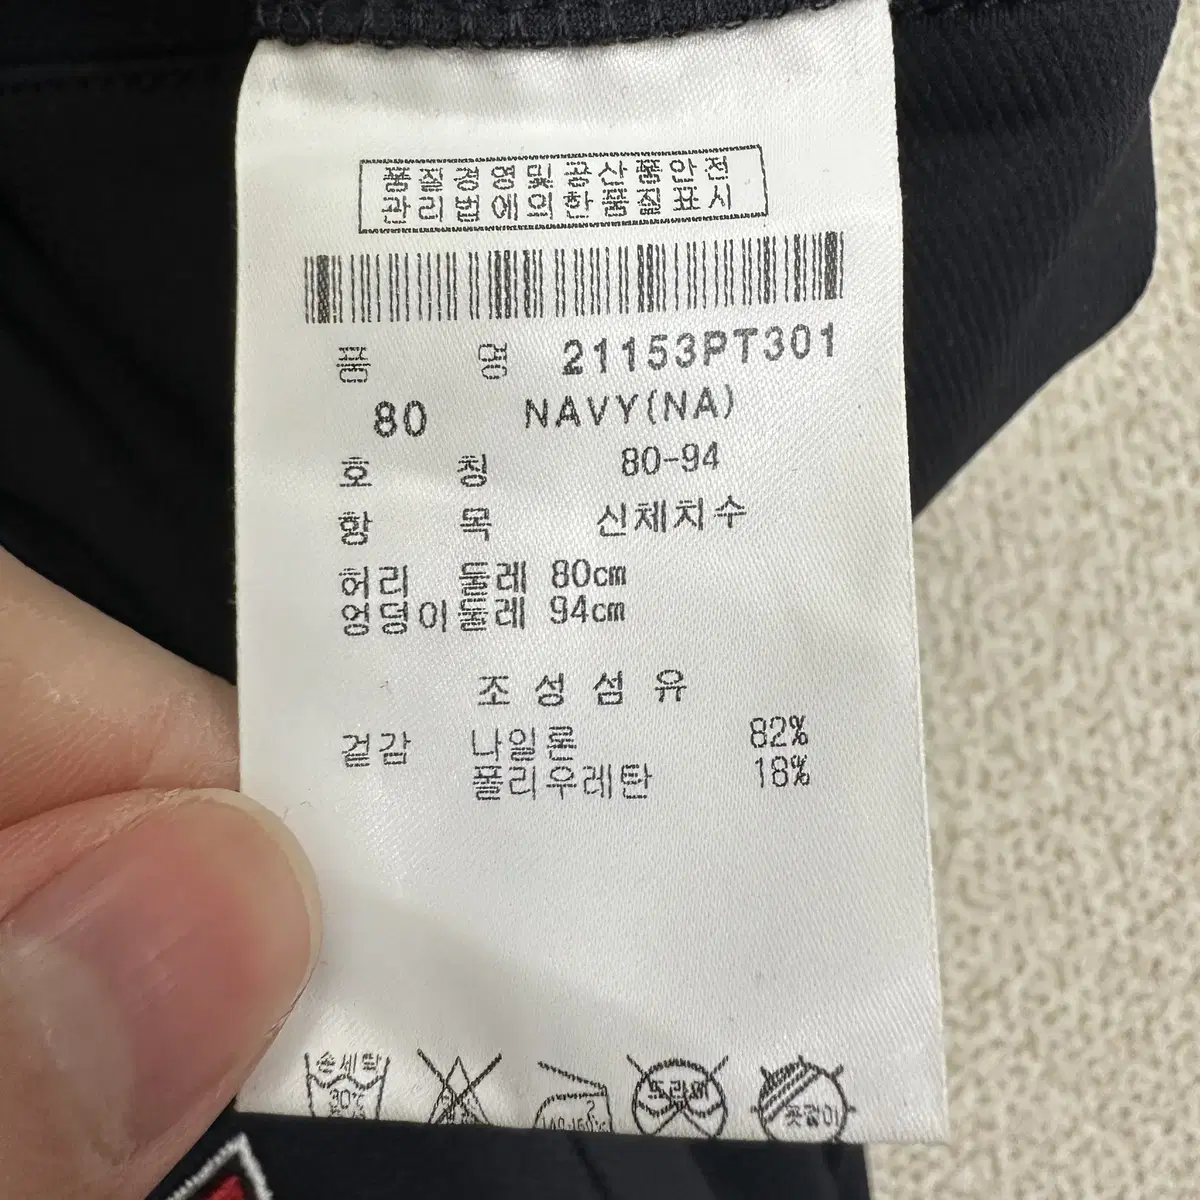 품질경영및공산품안전
관리법에의한품질표시
품 명 21153PT301
80 NAVY(NA)
호 칭 80-94
항 목 신체치수
허리 둘레 80cm
엉덩이둘레 94cm
조성섬유
겉감 나일론 82%
폴리우레탄 18%
손세탁
30℃
드라이
옷걸이